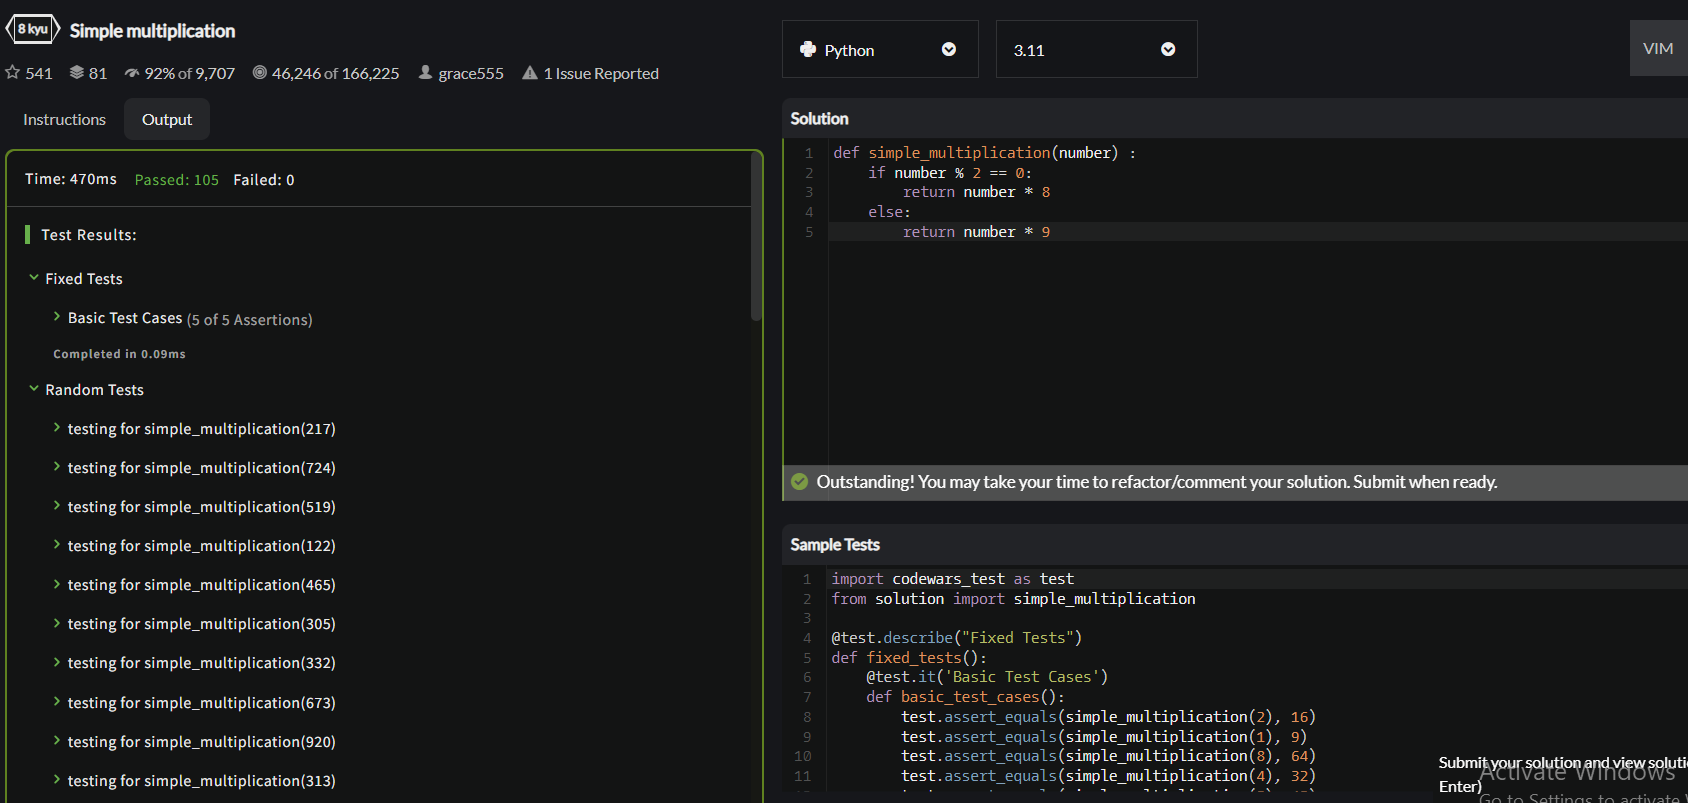 8 kyu Simple multiplication
541 81 92% of 9,707 46,246 of 166,225 grace555 1 Issue Reported
Instructions Output
Time: 470ms Passed: 105 Failed: 0
Test Results:
Fixed Tests
Basic Test Cases (5 of 5 Assertions)
Completed in 0.09ms
Random Tests
testing for simple_multiplication(217)
testing for simple_multiplication(724)
testing for simple_multiplication(519)
testing for simple_multiplication(122)
testing for simple_multiplication(465)
testing for simple_multiplication(305)
testing for simple_multiplication(332)
testing for simple_multiplication(673)
testing for simple_multiplication(920)
testing for simple_multiplication(313)
Python 3.11 VIM
Solution
1 def simple_multiplication(number) :
2 if number % 2 == 0:
3 return number * 8
4 else:
5 return number * 9
Outstanding! You may take your time to refactor/comment your solution. Submit when ready.
Sample Tests
1 import codewars_test as test
2 from solution import simple_multiplication
3
4 @test.describe("Fixed Tests")
5 def fixed_tests():
6 @test.it('Basic Test Cases')
7 def basic_test_cases():
8 test.assert_equals(simple_multiplication(2), 16)
9 test.assert_equals(simple_multiplication(1), 9)
10 test.assert_equals(simple_multiplication(8), 64)
11 test.assert_equals(simple_multiplication(4), 32)
Submit your solution and view soluti
Enter)
Activate Windows
Go to Settings to activate